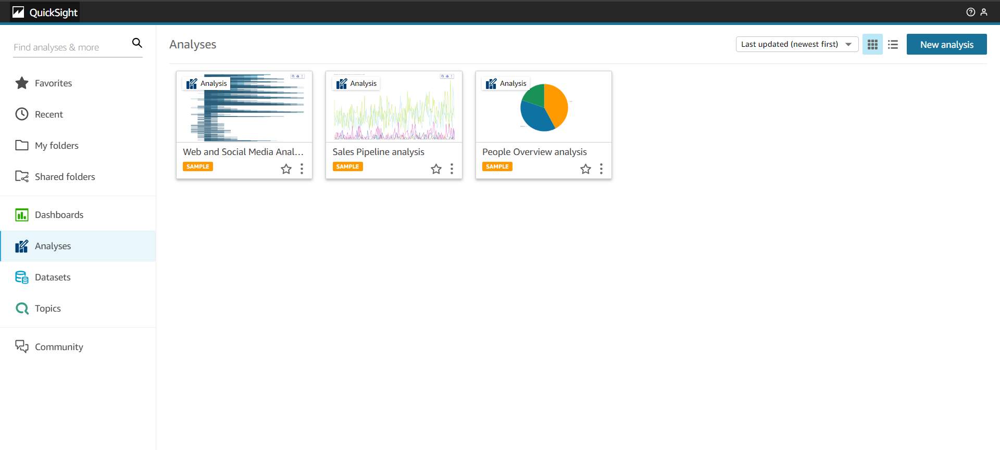 QuickSight
Find analyses & more
Favorites
Recent
My folders
Shared folders
Dashboards
Analyses
Datasets
Topics
Community
Analyses
Last updated (newest first)
New analysis
Analysis
Web and Social Media Anal...
SAMPLE
Analysis
Sales Pipeline analysis
SAMPLE
Analysis
People Overview analysis
SAMPLE